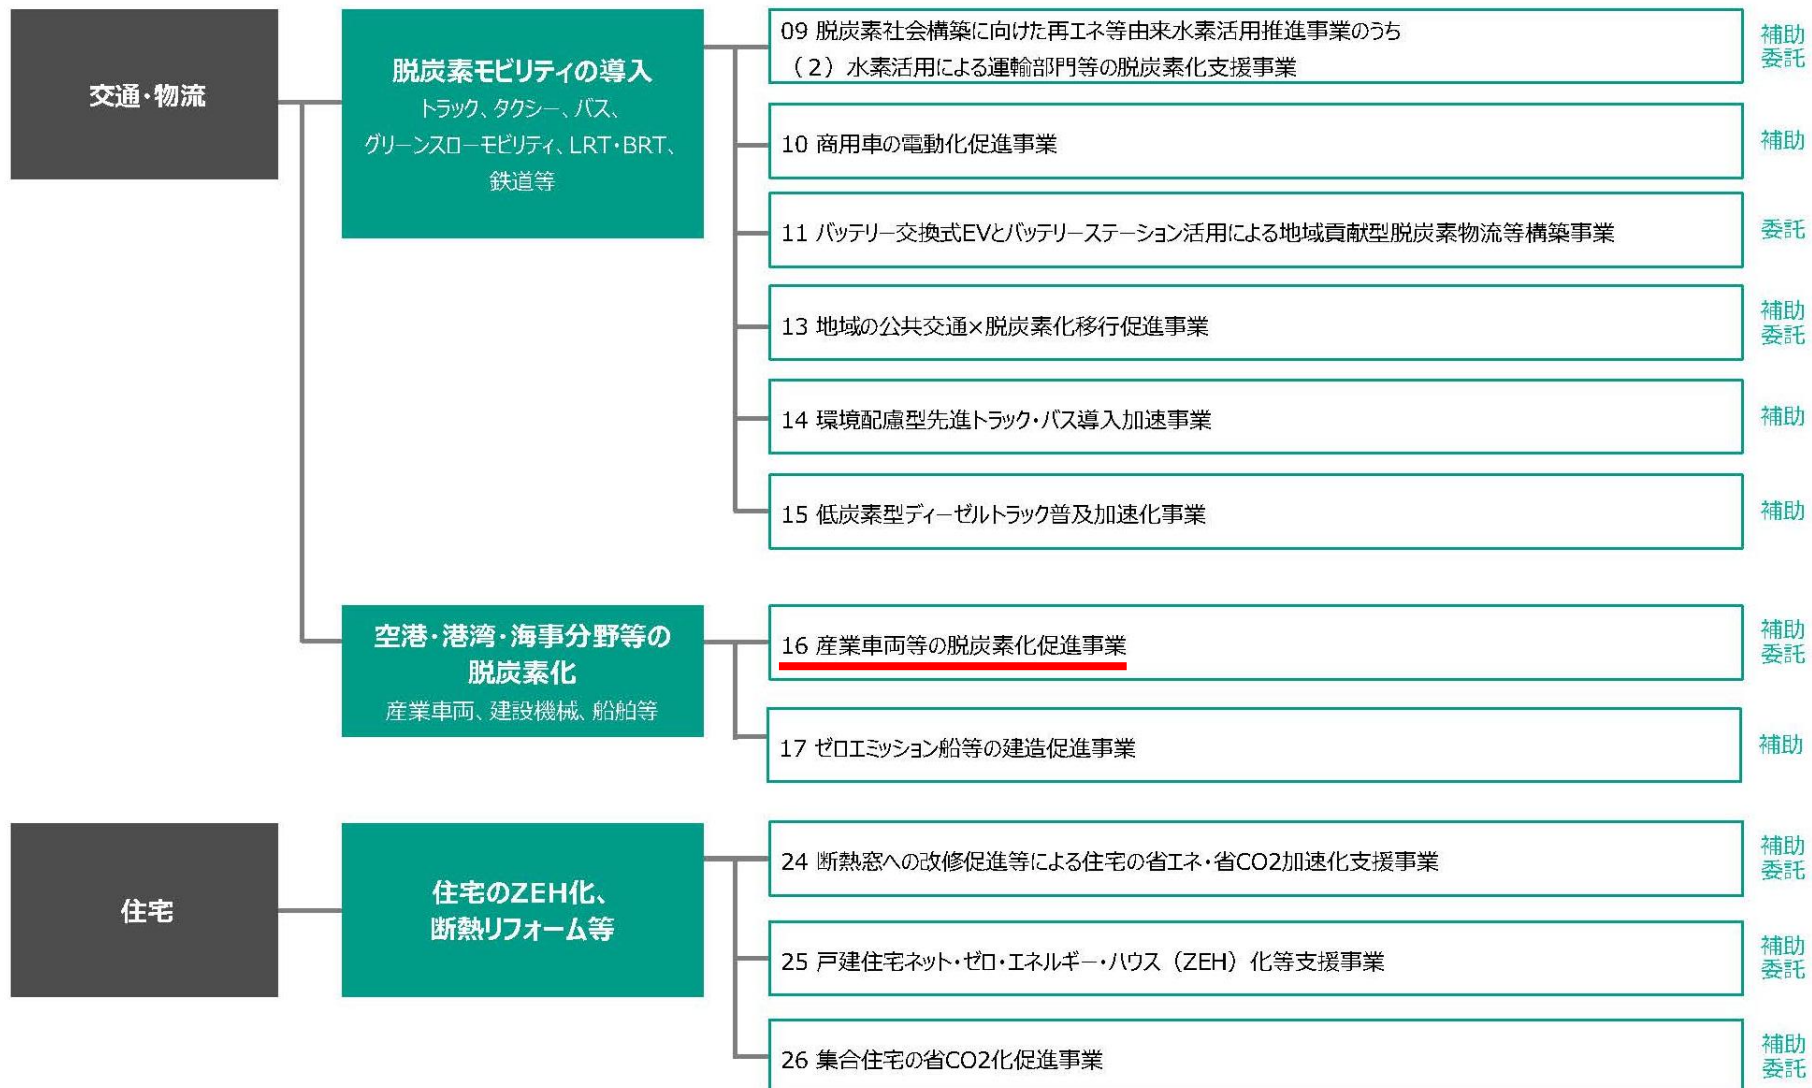 交通・物流
脱炭素モビリティの導入
トラック、タクシー、バス、
グリーンスローモビリティ、LRT・BRT、
鉄道等
09 脱炭素社会構築に向けた再エネ等由来水素活用推進事業のうち
（2）水素活用による運輸部門等の脱炭素化支援事業
補助
委託
10 商用車の電動化促進事業
補助
11 バッテリー交換式EVとバッテリーステーション活用による地域貢献型脱炭素物流等構築事業
委託
13 地域の公共交通×脱炭素化移行促進事業
補助
委託
14 環境配慮型先進トラック・バス導入加速事業
補助
15 低炭素型ディーゼルトラック普及加速化事業
補助
空港・港湾・海事分野等の
脱炭素化
産業車両、建設機械、船舶等
16 産業車両等の脱炭素化促進事業
補助
委託
17 ゼロエミッション船等の建造促進事業
補助
住宅
住宅のZEH化、
断熱リフォーム等
24 断熱窓への改修促進等による住宅の省エネ・省CO2加速化支援事業
補助
委託
25 戸建住宅ネット・ゼロ・エネルギー・ハウス（ZEH）化等支援事業
補助
委託
26 集合住宅の省CO2化促進事業
補助
委託